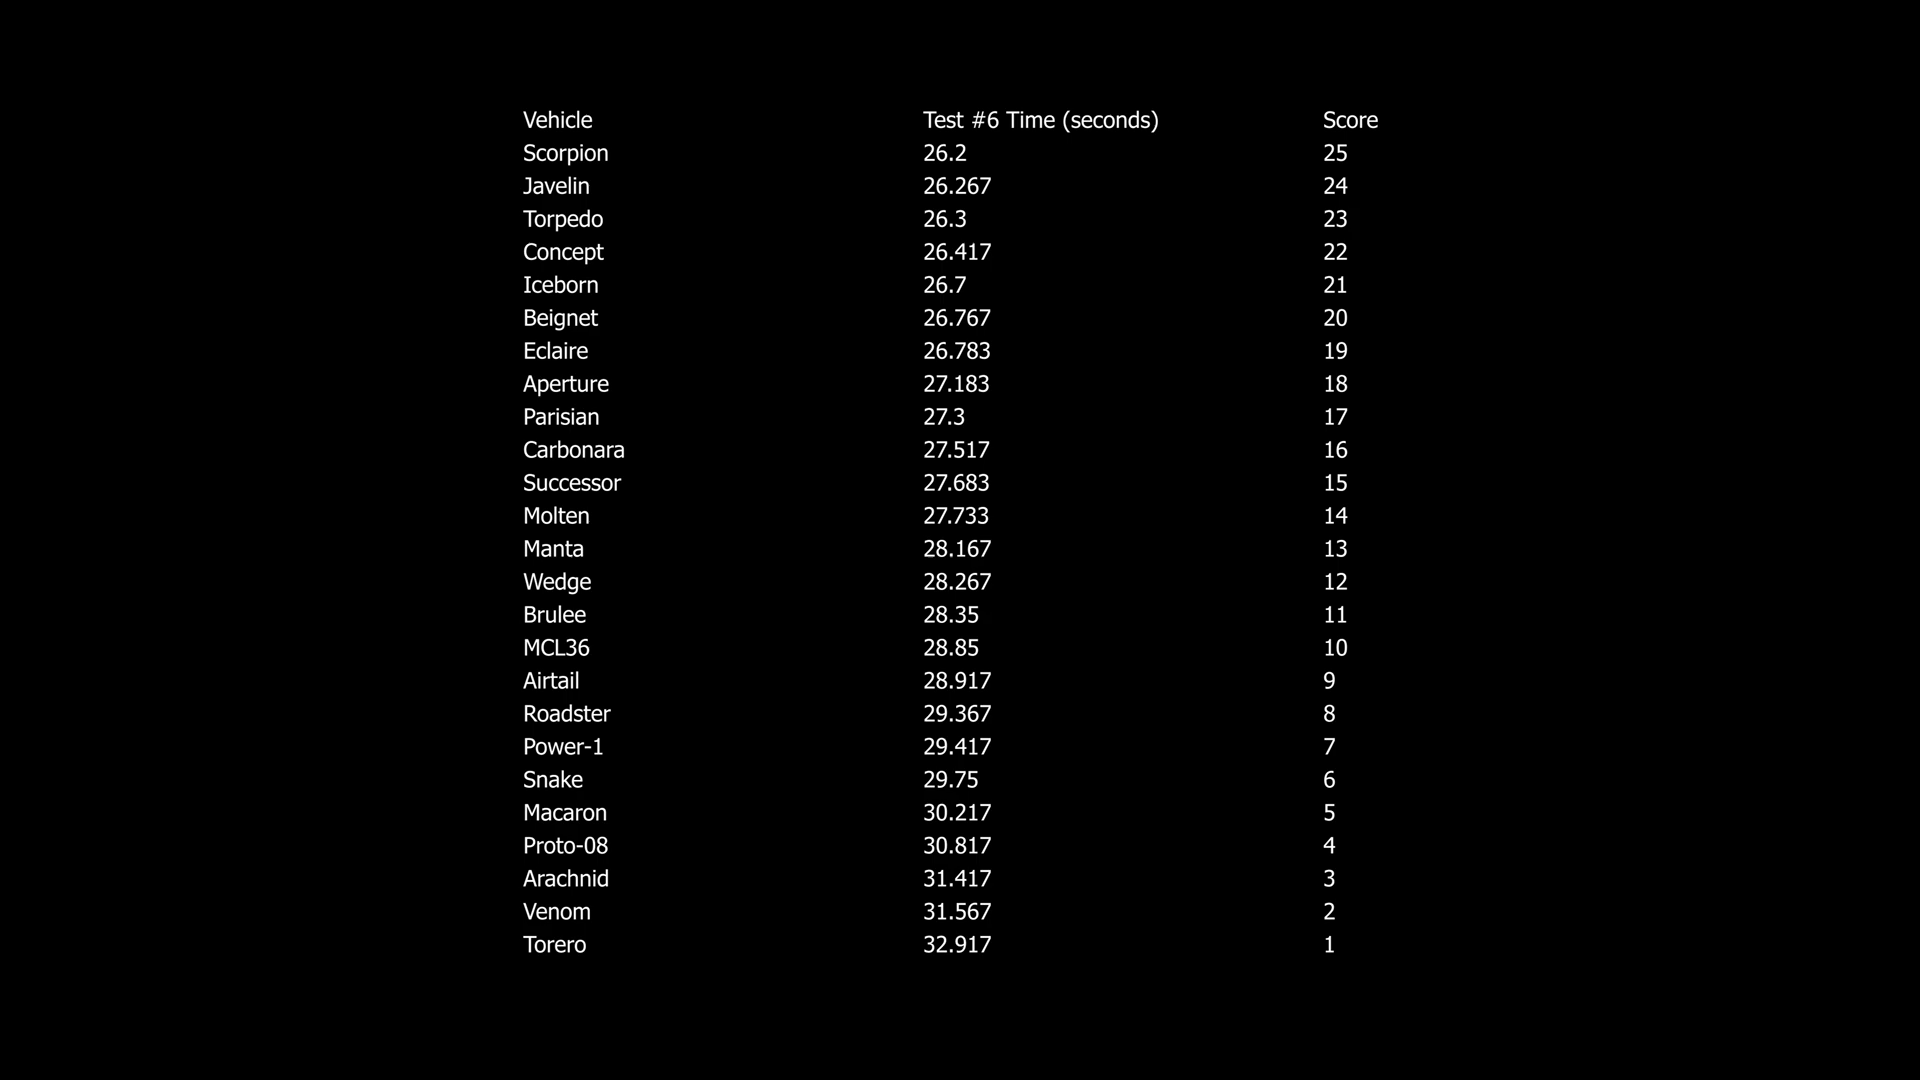 Vehicle Test #6 Time (seconds) Score
Scorpion 26.2 25
Javelin 26.267 24
Torpedo 26.3 23
Concept 26.417 22
Iceborn 26.7 21
Beignet 26.767 20
Eclaire 26.783 19
Aperture 27.183 18
Parisian 27.3 17
Carbonara 27.517 16
Successor 27.683 15
Molten 27.733 14
Manta 28.167 13
Wedge 28.267 12
Brulee 28.35 11
MCL36 28.85 10
Airtail 28.917 9
Roadster 29.367 8
Power-1 29.417 7
Snake 29.75 6
Macaron 30.217 5
Proto-08 30.817 4
Arachnid 31.417 3
Venom 31.567 2
Torero 32.917 1